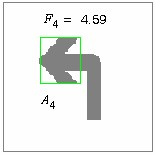 F₄ = 4.59
A₄